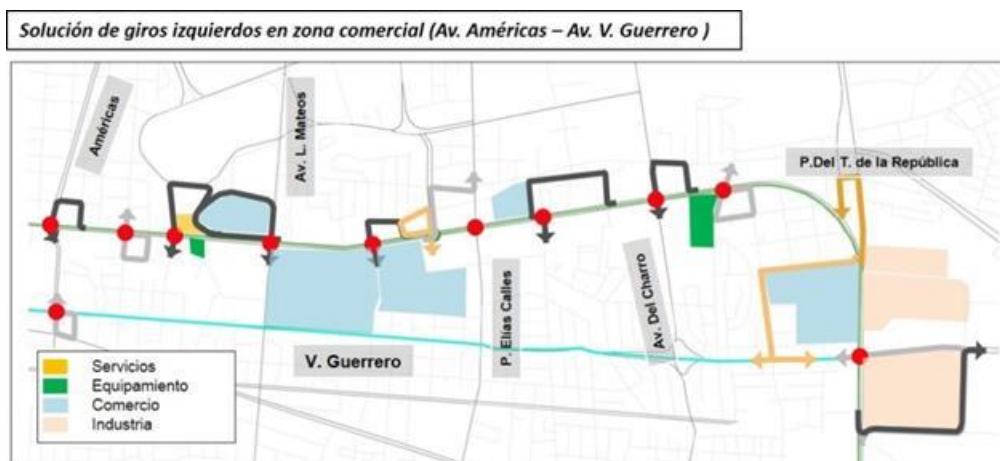 Solución de giros izquierdos en zona comercial (Av. Américas – Av. V. Guerrero )
Américas
Av. L. Mateos
P.Del T. de la República
P. Elías Calles
Av. Del Charro
V. Guerrero
Servicios
Equipamiento
Comercio
Industria